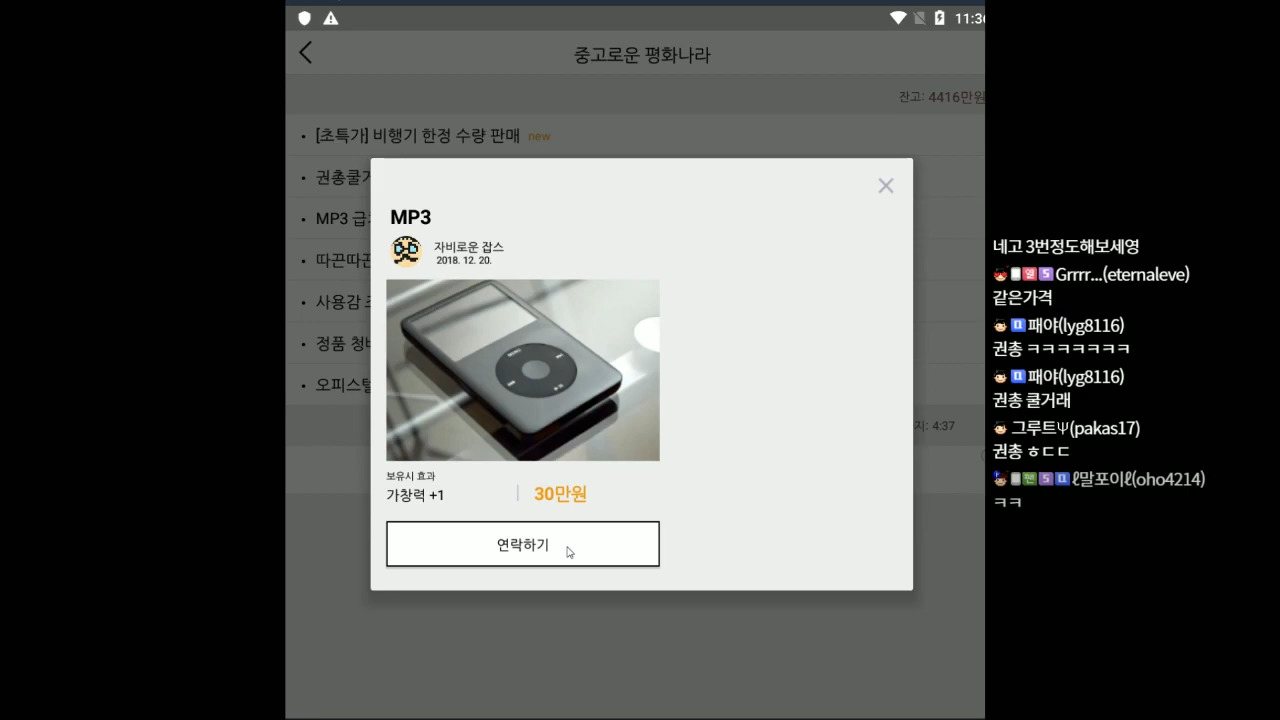 11:36
중고로운 평화나라
잔고: 4416만원
• [초특가] 비행기 한정 수량 판매 new
• 권총쿨거
• MP3 급
• 따끈따끈
• 사용감
• 정품 청바
• 오피스텔
지: 4:37
MP3
자비로운 잡스
2018. 12. 20.
보유시 효과
가창력 +1
30만원
연락하기
네고 3번정도해보세영
열 5 Grrrr...(eternaleve)
같은가격
패야(lyg8116)
권총 ㅋㅋㅋㅋㅋㅋㅋ
패야(lyg8116)
권총 쿨거래
그루트Ψ(pakas17)
권총 ㅎㄷㄷ
팬 5 ℓ말포이ℓ(oho4214)
ㅋㅋ